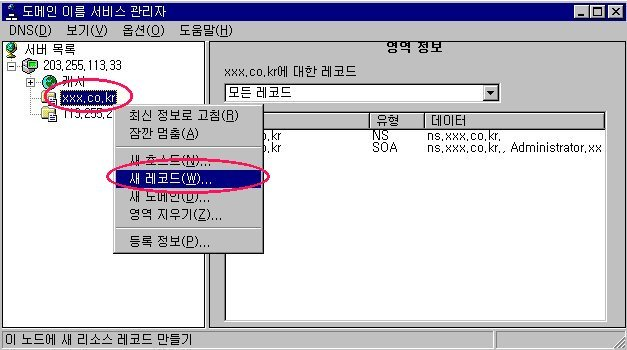 도메인 이름 서비스 관리자
DNS(D) 보기(V) 옵션(O) 도움말(H)
서버 목록
203,255,113,33
캐시
xxx,co,kr
113,255,2
영역 정보
xxx,co,kr에 대한 레코드
모든 레코드
유형 데이터
o,kr NS ns,xxx,co,kr,
o,kr SOA ns,xxx,co,kr,, Administrator,xx
최신 정보로 고침(R)
잠깐 멈춤(A)
새 호스트(N)...
새 레코드(W)...
새 도메인(D)...
영역 지우기(Z)...
등록 정보(P)...
이 노드에 새 리소스 레코드 만들기